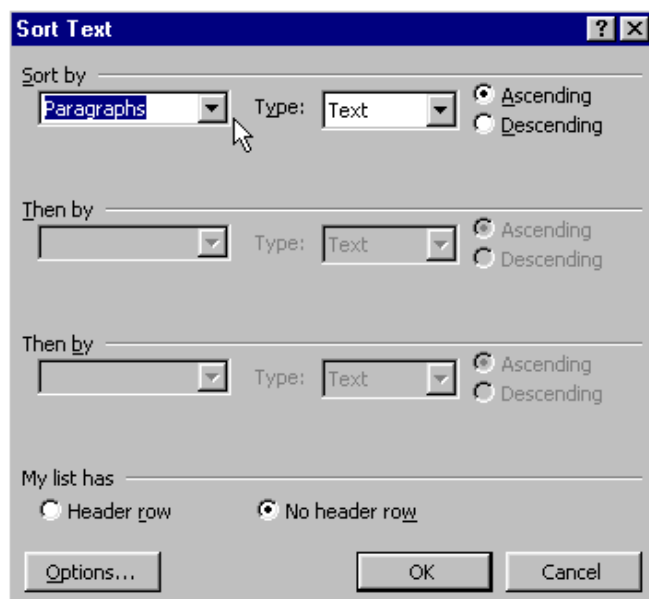 Sort Text
Sort by
Paragraphs Type: Text Ascending
Descending
Then by
Type: Text Ascending
Descending
Then by
Type: Text Ascending
Descending
My list has
Header row No header row
Options... OK Cancel